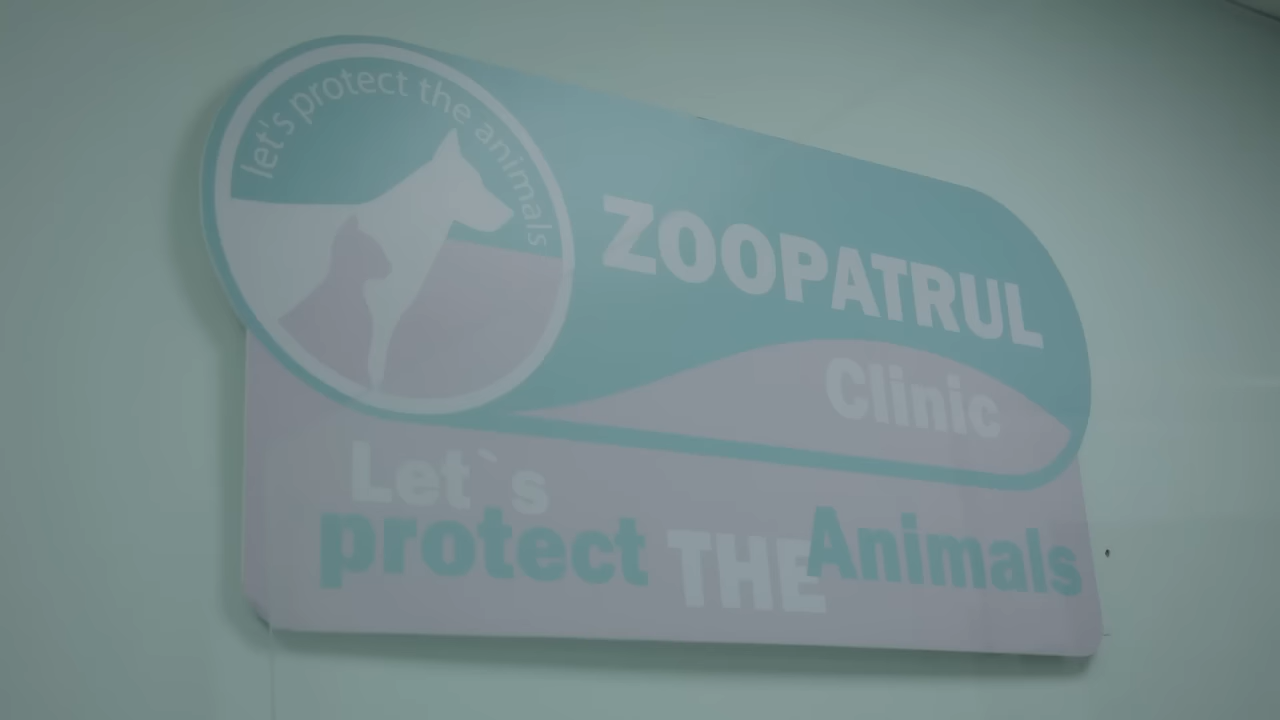 let's protect the animals
ZOOPATRUL
Clinic
Let`s
protect THE Animals